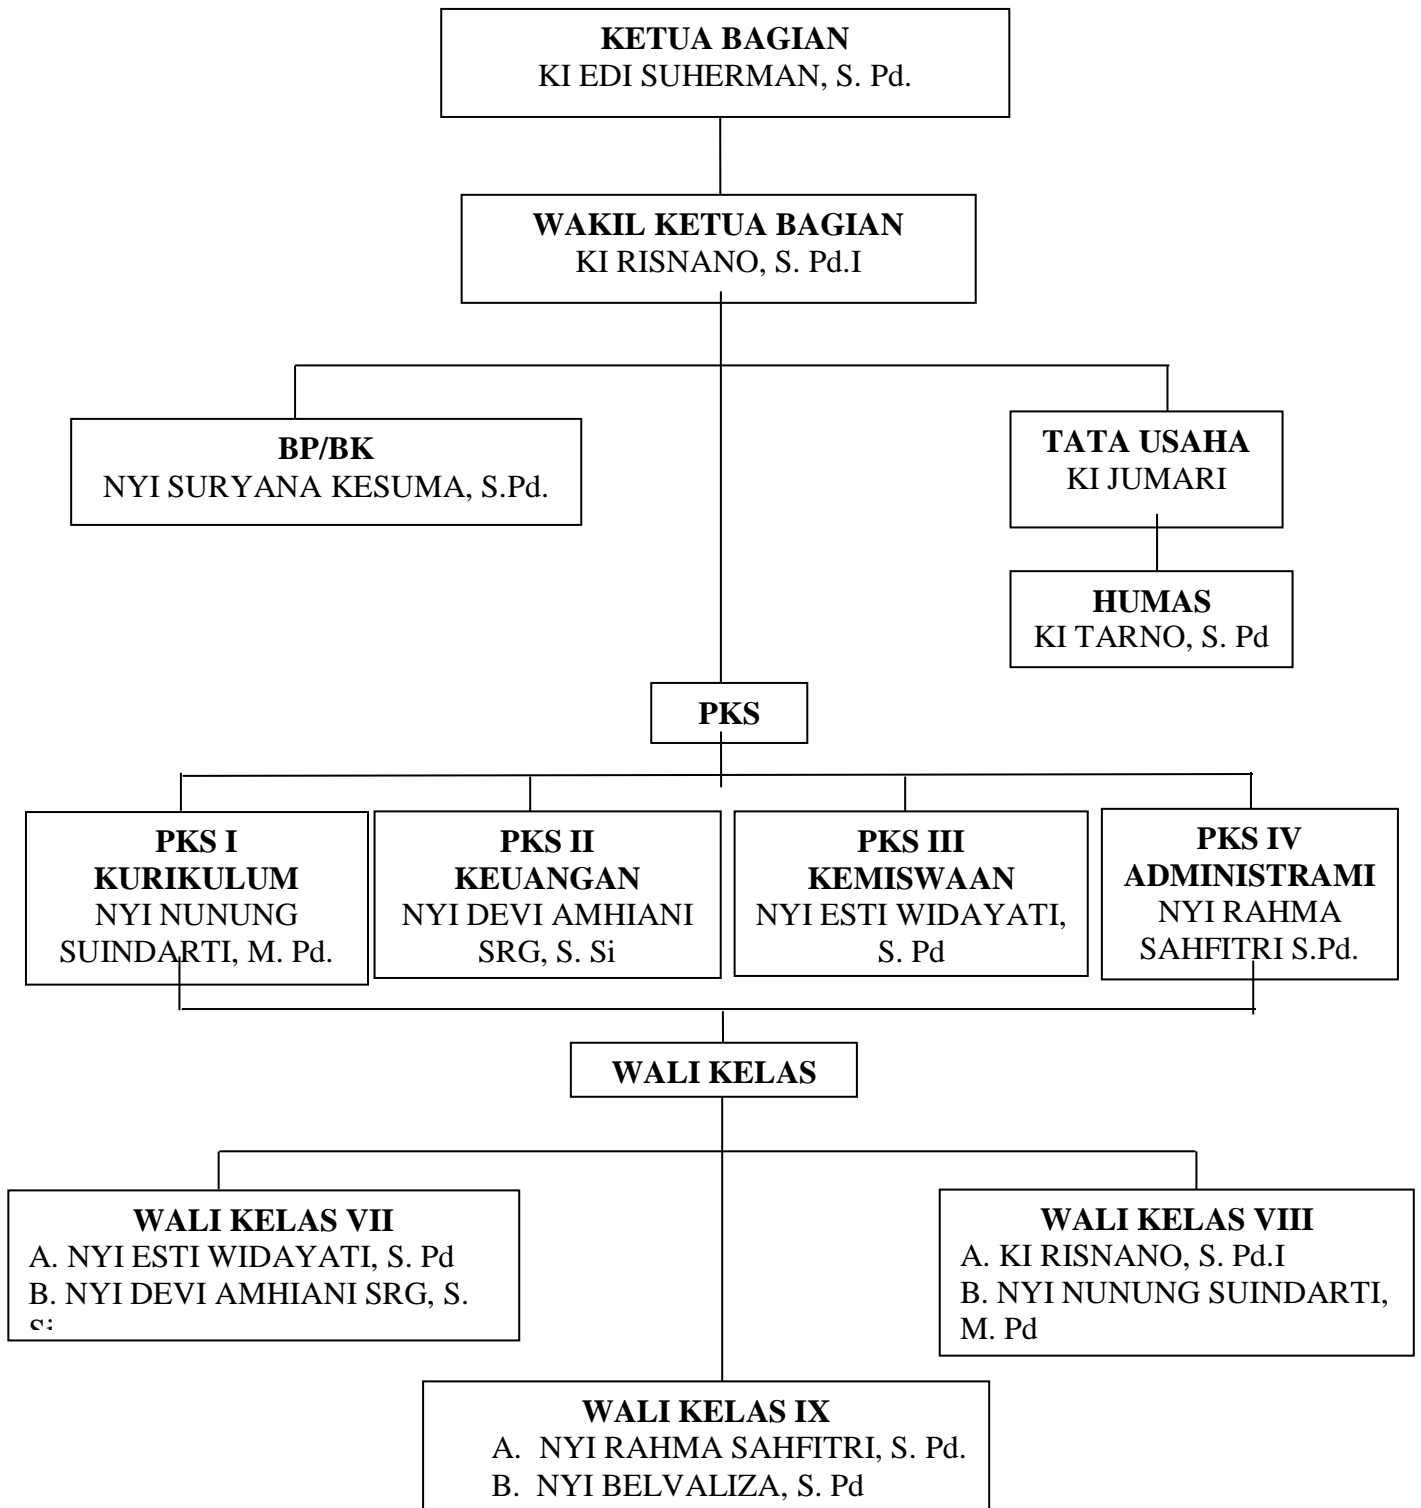 KETUA BAGIAN
KI EDI SUHERMAN, S. Pd.
WAKIL KETUA BAGIAN
KI RISNANO, S. Pd.I
BP/BK
NYI SURYANA KESUMA, S.Pd.
TATA USAHA
KI JUMARI
HUMAS
KI TARNO, S. Pd
PKS
PKS I
KURIKULUM
NYI NUNUNG
SUINDARTI, M. Pd.
PKS II
KEUANGAN
NYI DEVI AMHIANI
SRG, S. Si
PKS III
KEMISWAAN
NYI ESTI WIDAYATI,
S. Pd
PKS IV
ADMINISTRAMI
NYI RAHMA
SAHFITRI S.Pd.
WALI KELAS
WALI KELAS VII
A. NYI ESTI WIDAYATI, S. Pd
B. NYI DEVI AMHIANI SRG, S.
Si
WALI KELAS VIII
A. KI RISNANO, S. Pd.I
B. NYI NUNUNG SUINDARTI,
M. Pd
WALI KELAS IX
A. NYI RAHMA SAHFITRI, S. Pd.
B. NYI BELVALIZA, S. Pd